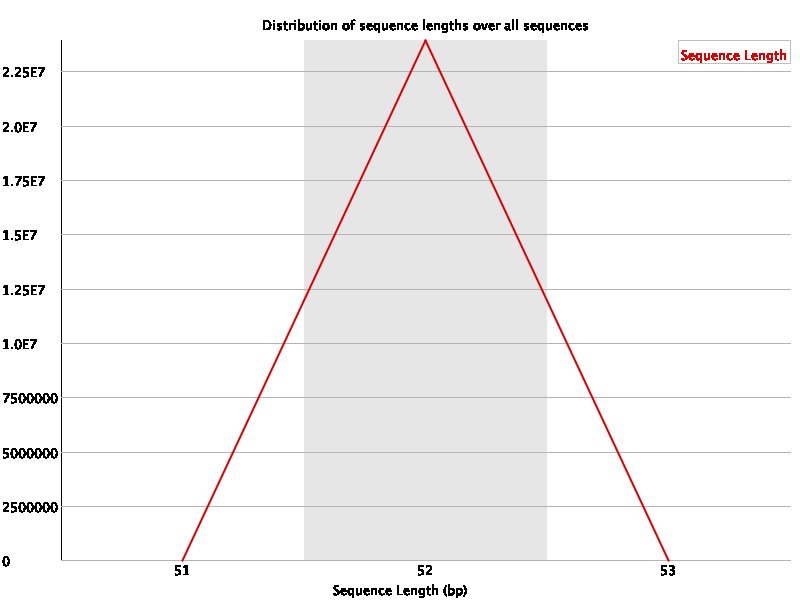 Distribution of sequence lengths over all sequences
Sequence Length
2.25E7
2.0E7
1.75E7
1.5E7
1.25E7
1.0E7
7500000
5000000
2500000
0
51 52 53
Sequence Length (bp)